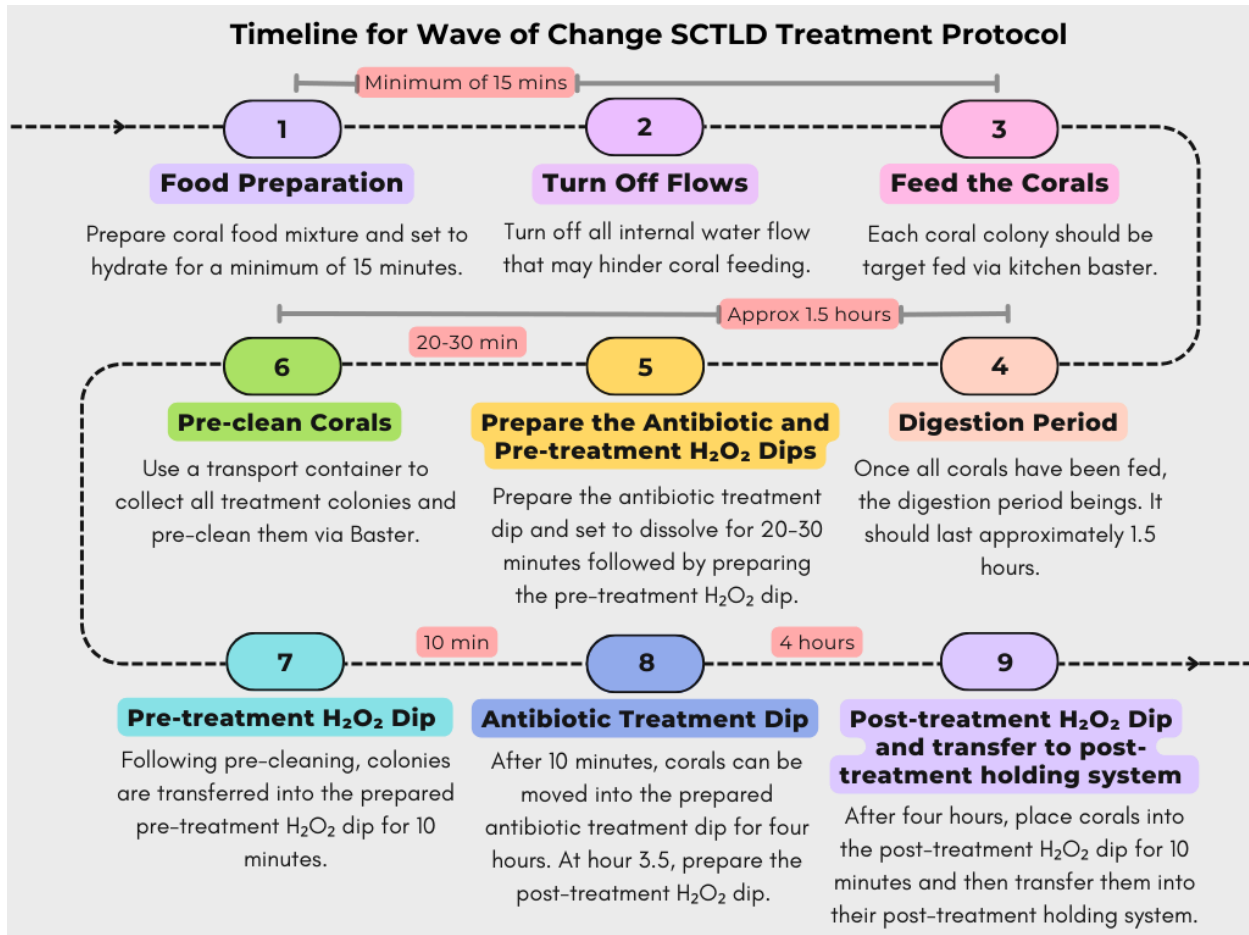 Timeline for Wave of Change SCTLD Treatment Protocol
Minimum of 15 mins
1
Food Preparation
Prepare coral food mixture and set to
hydrate for a minimum of 15 minutes.
2
Turn Off Flows
Turn off all internal water flow
that may hinder coral feeding.
3
Feed the Corals
Each coral colony should be
target fed via kitchen baster.
Approx 1.5 hours
4
Digestion Period
Once all corals have been fed,
the digestion period beings. It
should last approximately 1.5
hours.
5
Prepare the Antibiotic and
Pre-treatment H₂O₂ Dips
Prepare the antibiotic treatment
dip and set to dissolve for 20-30
minutes followed by preparing
the pre-treatment H₂O₂ dip.
20-30 min
6
Pre-clean Corals
Use a transport container to
collect all treatment colonies and
pre-clean them via Baster.
7
Pre-treatment H₂O₂ Dip
Following pre-cleaning, colonies
are transferred into the prepared
pre-treatment H₂O₂ dip for 10
minutes.
10 min
8
Antibiotic Treatment Dip
After 10 minutes, corals can be
moved into the prepared
antibiotic treatment dip for four
hours. At hour 3.5, prepare the
post-treatment H₂O₂ dip.
4 hours
9
Post-treatment H₂O₂ Dip
and transfer to post-
treatment holding system
After four hours, place corals into
the post-treatment H₂O₂ dip for 10
minutes and then transfer them into
their post-treatment holding system.